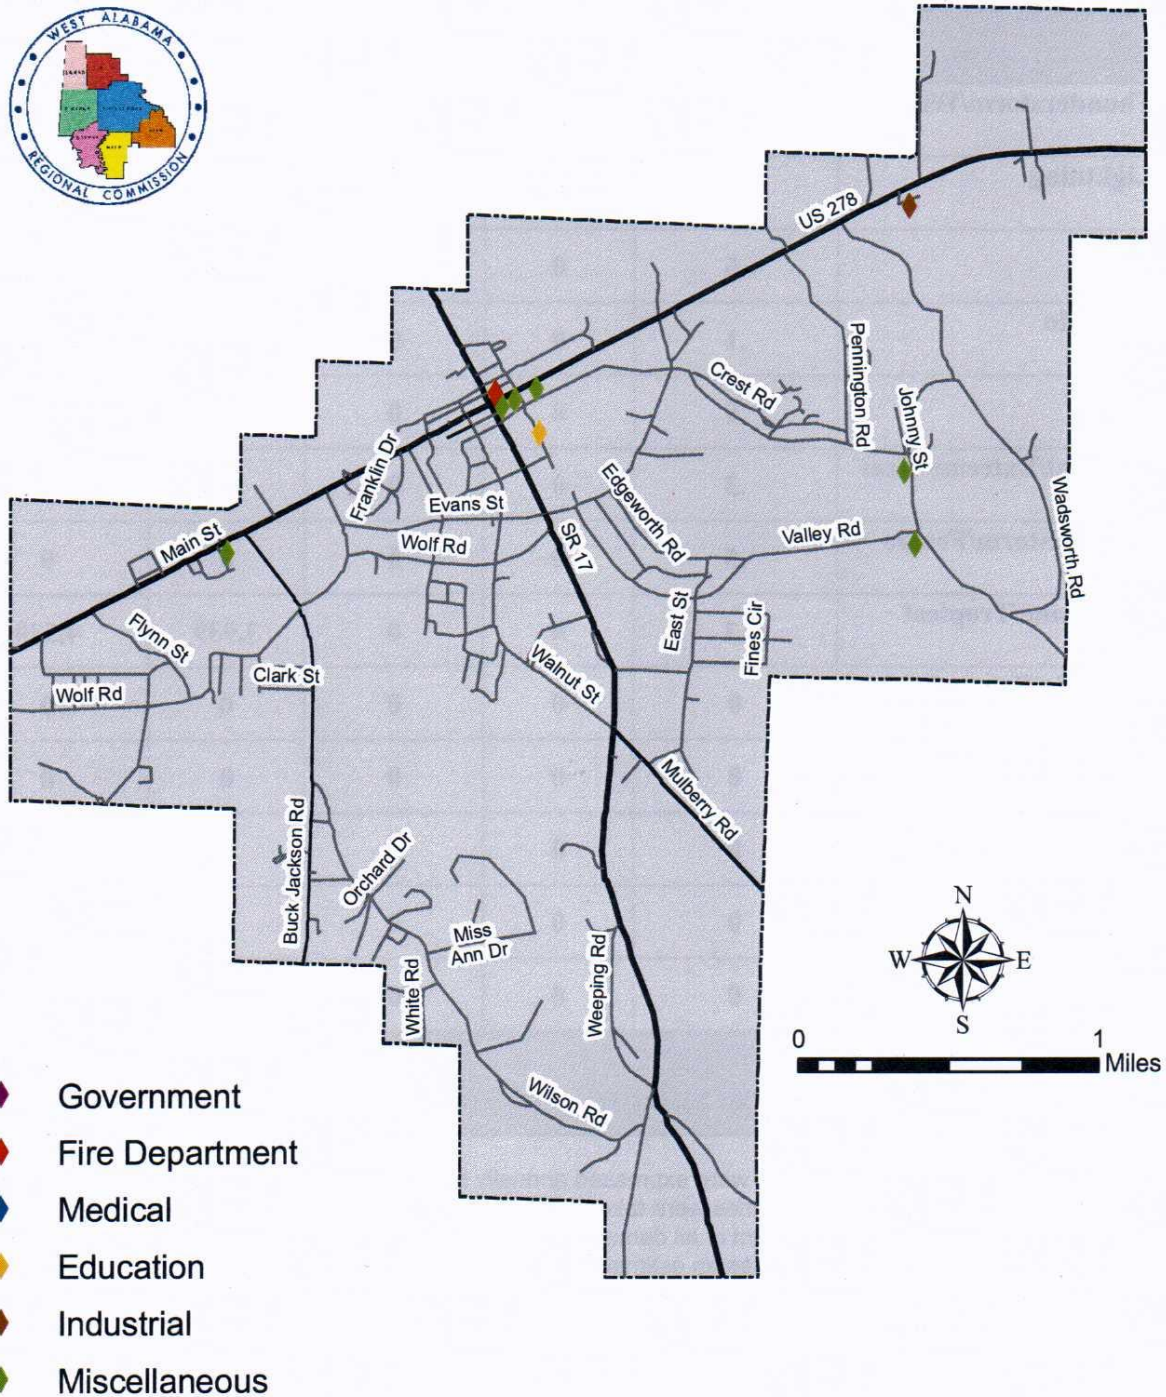 WEST ALABAMA
REGIONAL COMMISSION
US 278
Crest Rd
Pennington Rd
Johnny St
Wadsworth Rd
Franklin Dr
Evans St
Edgeworth Rd
Main St
Wolf Rd
SR 17
Valley Rd
Flynn St
East St
Fines Cir
Walnut St
Clark St
Wolf Rd
Mulberry Rd
Buck Jackson Rd
Orchard Dr
Miss
Ann Dr
White Rd
Weeping Rd
Wilson Rd
N
W E
S
0 1
Miles
Government
Fire Department
Medical
Education
Industrial
Miscellaneous